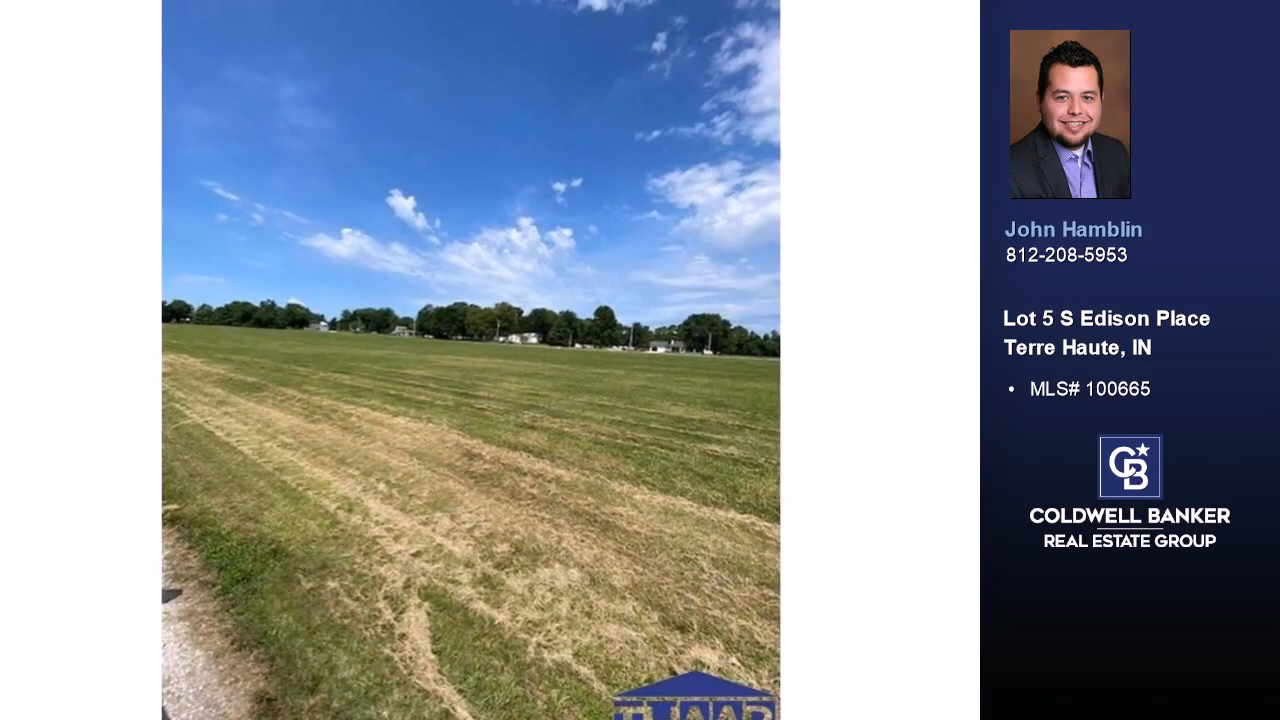 John Hamblin
812-208-5953
Lot 5 S Edison Place
Terre Haute, IN
• MLS# 100665
CB
COLDWELL BANKER
REAL ESTATE GROUP